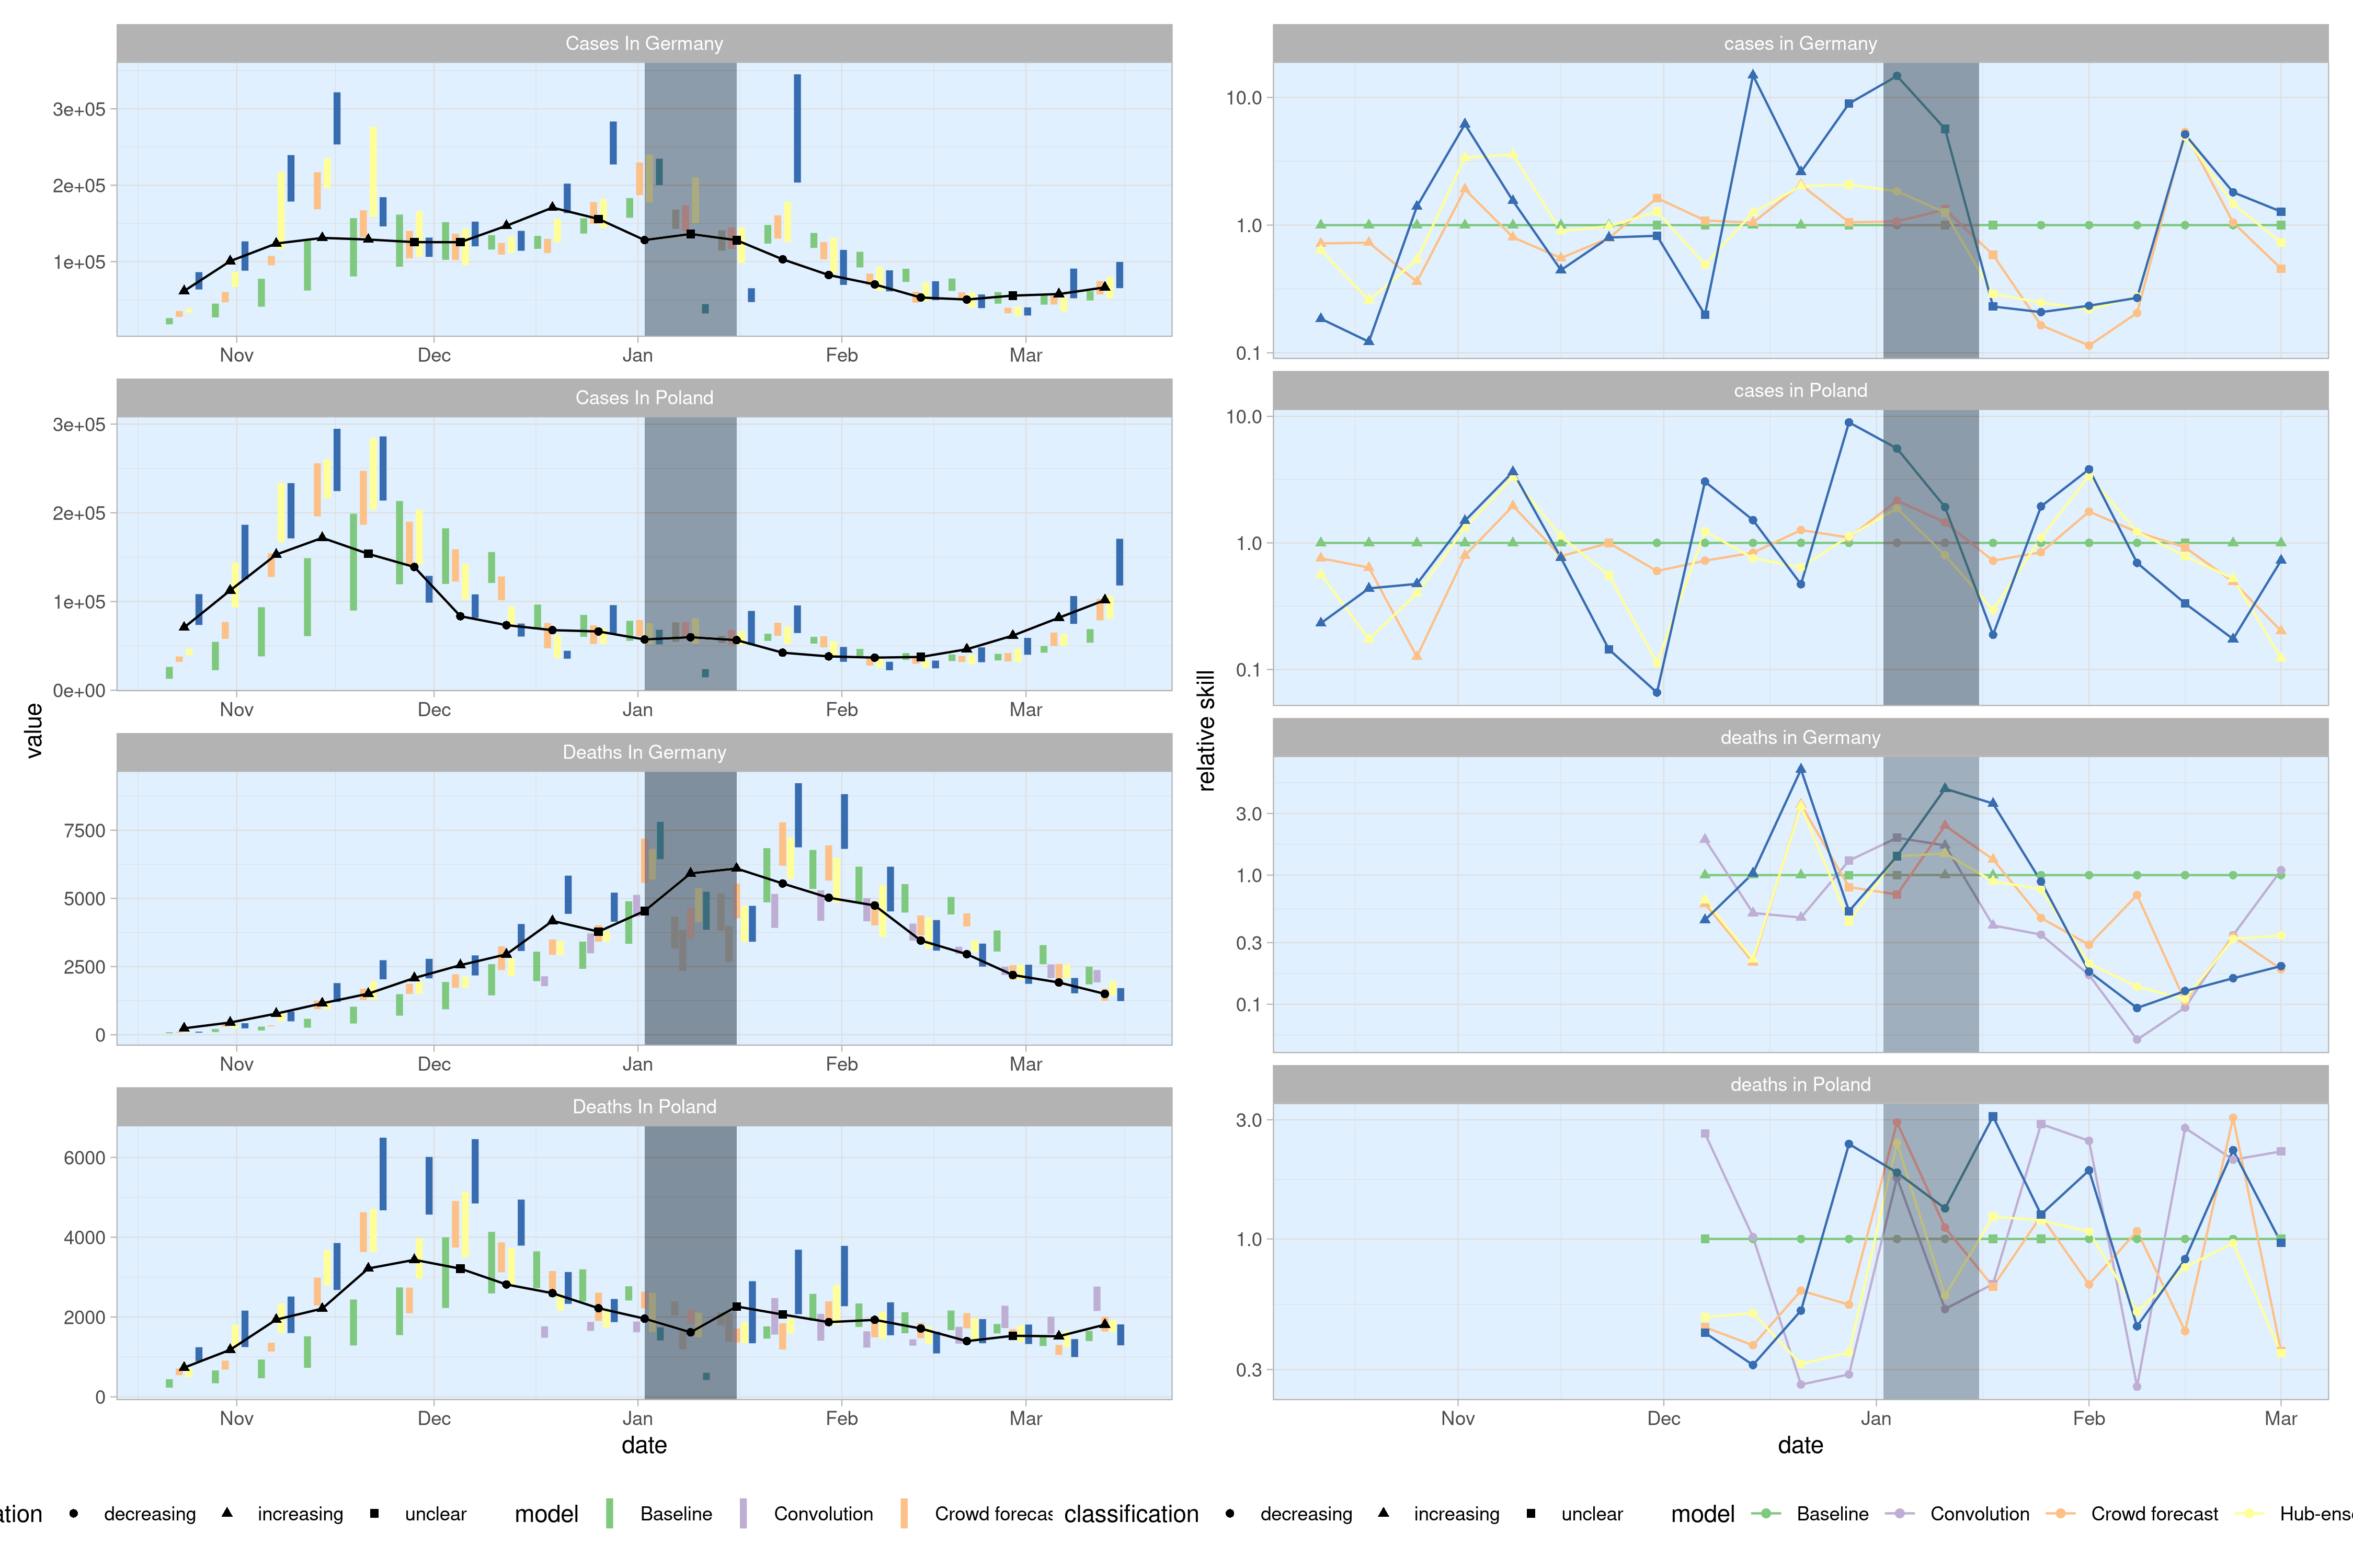 Cases In Germany
3e+05
2e+05
1e+05
Nov Dec Jan Feb Mar
Cases In Poland
3e+05
2e+05
1e+05
0e+00
Nov Dec Jan Feb Mar
value
Deaths In Germany
7500
5000
2500
0
Nov Dec Jan Feb Mar
Deaths In Poland
6000
4000
2000
0
Nov Dec Jan Feb Mar
date
cases in Germany
10.0
1.0
0.1
cases in Poland
10.0
1.0
0.1
relative skill
deaths in Germany
3.0
1.0
0.3
0.1
deaths in Poland
3.0
1.0
0.3
Nov Dec Jan Feb Mar
date
ation decreasing increasing unclear model Baseline Convolution Crowd forecas
classification decreasing increasing unclear model Baseline Convolution Crowd forecast Hub-ens